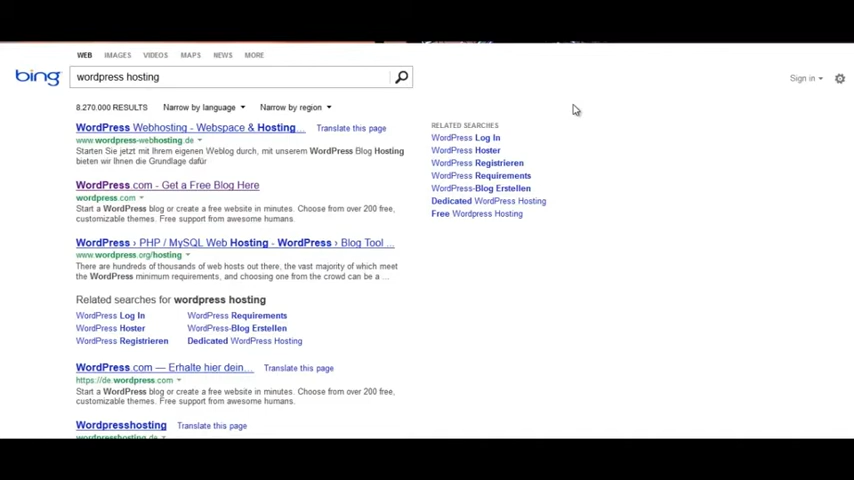 WEB IMAGES VIDEOS MAPS NEWS MORE
bing
wordpress hosting
Sign in
8.270.000 RESULTS Narrow by language Narrow by region
WordPress Webhosting - Webspace & Hosting... Translate this page
www.wordpress-webhosting.de
Starten Sie jetzt mit Ihrem eigenen Weblog durch, mit unserem WordPress Blog Hosting
bieten wir Ihnen die Grundlage dafür
WordPress.com - Get a Free Blog Here
wordpress.com
Start a WordPress blog or create a free website in minutes. Choose from over 200 free,
customizable themes. Free support from awesome humans.
WordPress › PHP / MySQL Web Hosting - WordPress › Blog Tool ...
www.wordpress.org/hosting
There are hundreds of thousands of web hosts out there, the vast majority of which meet
the WordPress minimum requirements, and choosing one from the crowd can be a ...
Related searches for wordpress hosting
WordPress Log In WordPress Requirements
WordPress Hoster WordPress-Blog Erstellen
WordPress Registrieren Dedicated WordPress Hosting
WordPress.com — Erhalte hier dein... Translate this page
https://de.wordpress.com
Start a WordPress blog or create a free website in minutes. Choose from over 200 free,
customizable themes. Free support from awesome humans.
Wordpresshosting Translate this page
wordpresshosting.de
RELATED SEARCHES
WordPress Log In
WordPress Hoster
WordPress Registrieren
WordPress Requirements
WordPress-Blog Erstellen
Dedicated WordPress Hosting
Free Wordpress Hosting